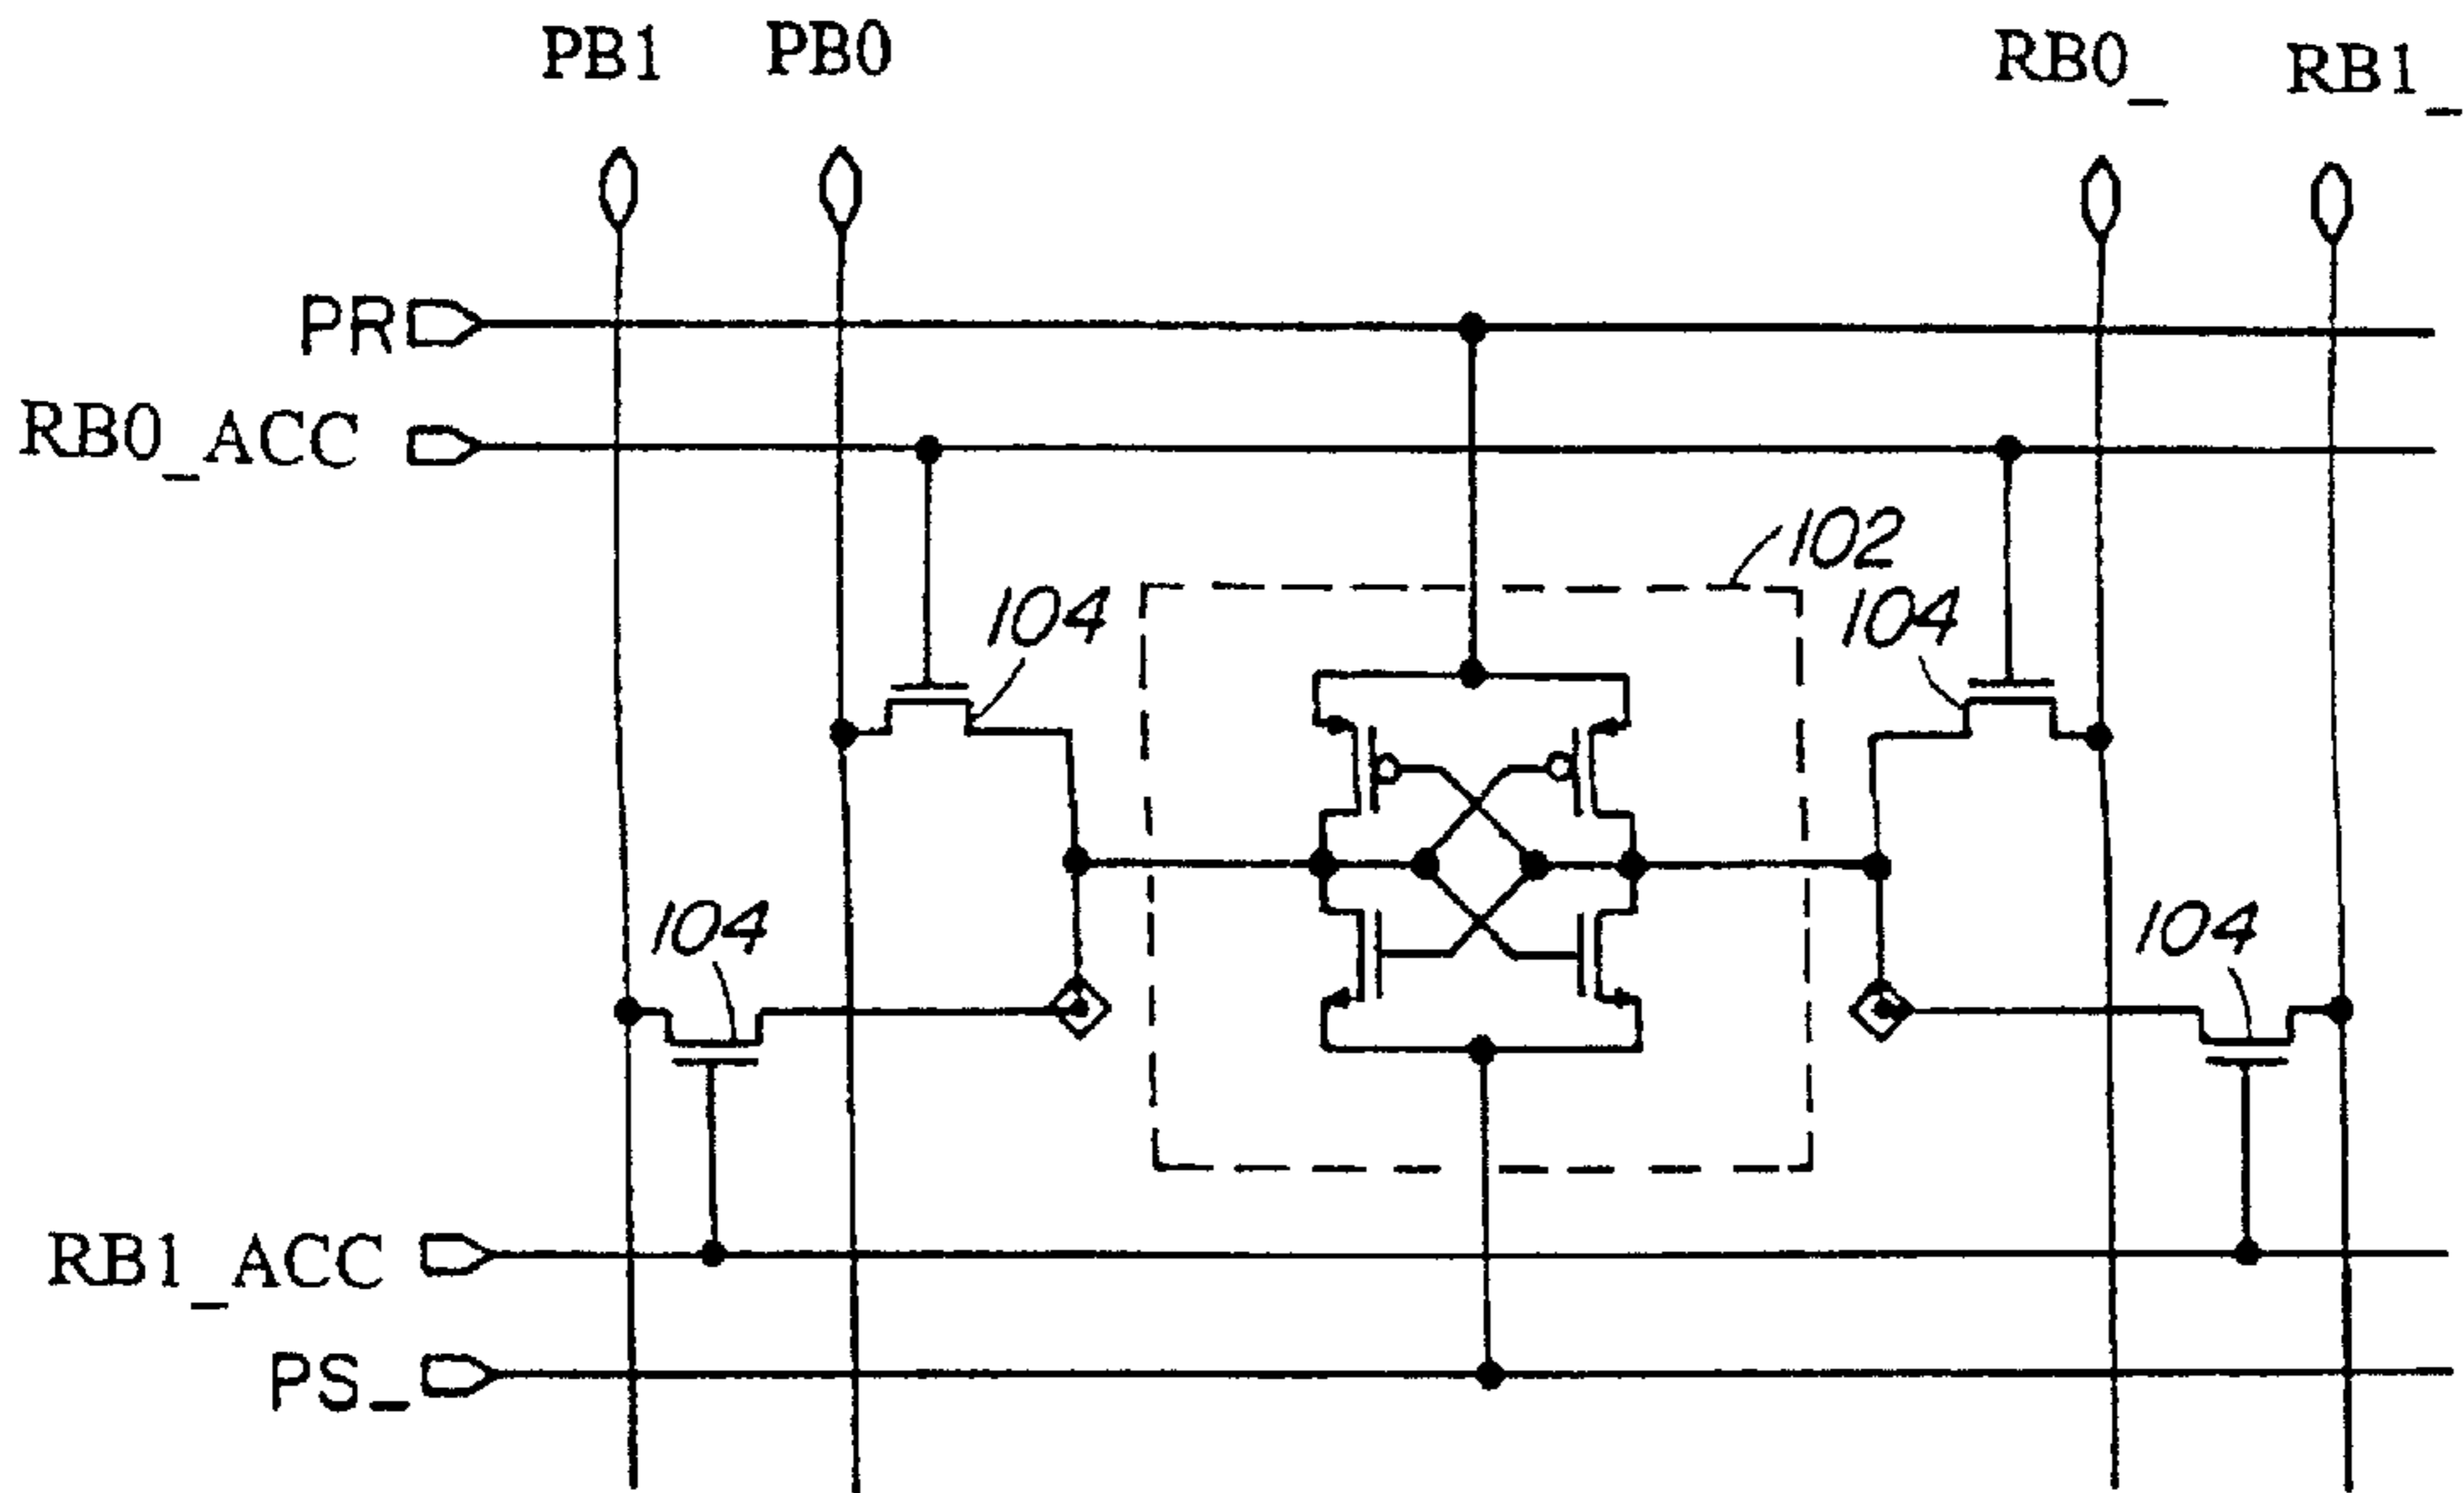 PB1 PB0 RB0_ RB1_
PR
RB0_ACC
102
104 104
104 104
RB1_ACC
PS_